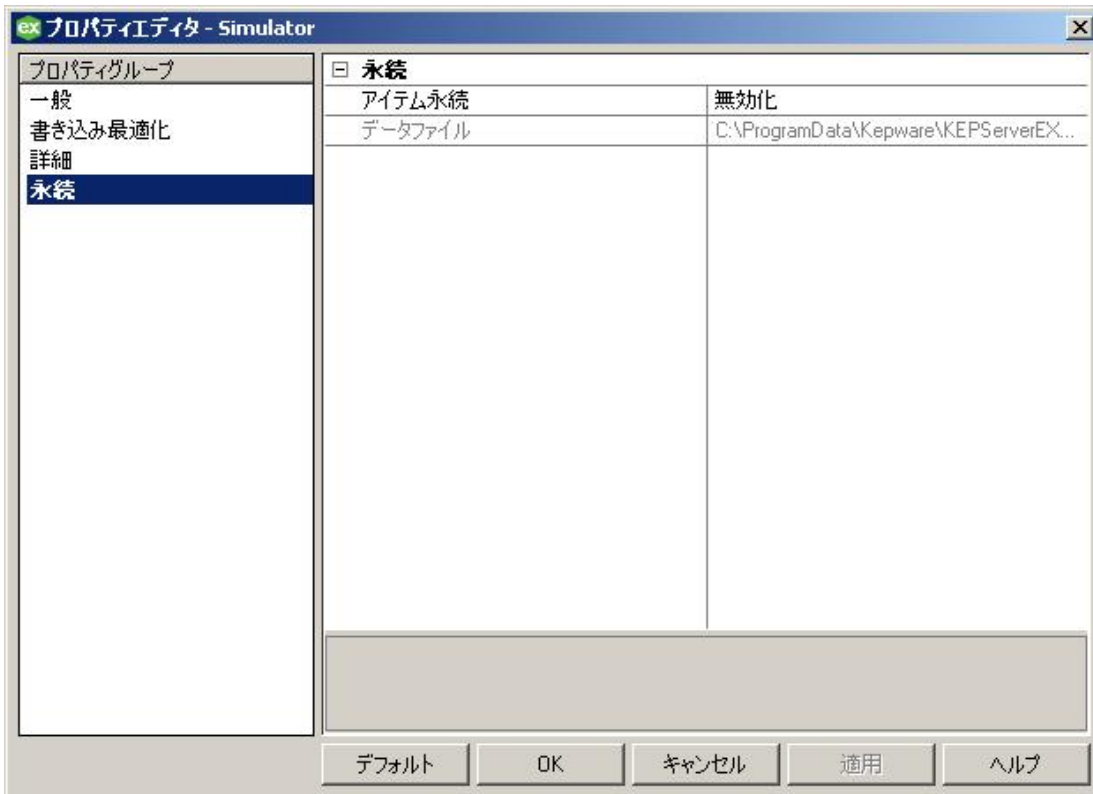 ex プロパティエディタ - Simulator
プロパティグループ
一般
書き込み最適化
詳細
永続
永続
アイテム永続 無効化
データファイル C:\ProgramData\Kepware\KEPServerEX...
デフォルト OK キャンセル 適用 ヘルプ